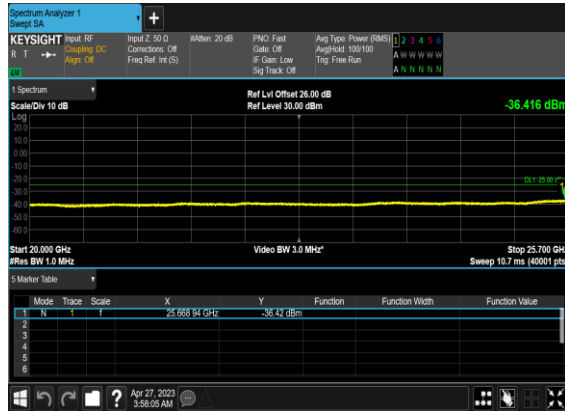 Spectrum Analyzer 1
Swept SA
KEYSIGHT Input: RF Input Z: 50 Ω #Atten: 20 dB PNO: Fast Avg Type: Power (RMS) 1 2 3 4 5 6
R T Coupling: DC Corrections: Off Gate: Off Avg|Hold: 100/100 A W W W W W
Align: Off Freq Ref: Int (S) IF Gain: Low Trig: Free Run
Sig Track: Off A N N N N N
1 Spectrum
Ref Lvl Offset 26.00 dB
Scale/Div 10 dB Ref Level 30.00 dBm -36.416 dBm
Log
20.0
10.0
0.00
-10.0
-20.0
DL1 -25.00
-30.0
-40.0
-50.0
-60.0
Start 20.000 GHz Video BW 3.0 MHz* Stop 25.700 GH
#Res BW 1.0 MHz Sweep 10.7 ms (40001 pts
5 Marker Table
Mode Trace Scale X Y Function Function Width Function Value
1 N 1 f 25.668 94 GHz -36.42 dBm
2
3
4
5
6
? Apr 27, 2023
3:58:05 AM